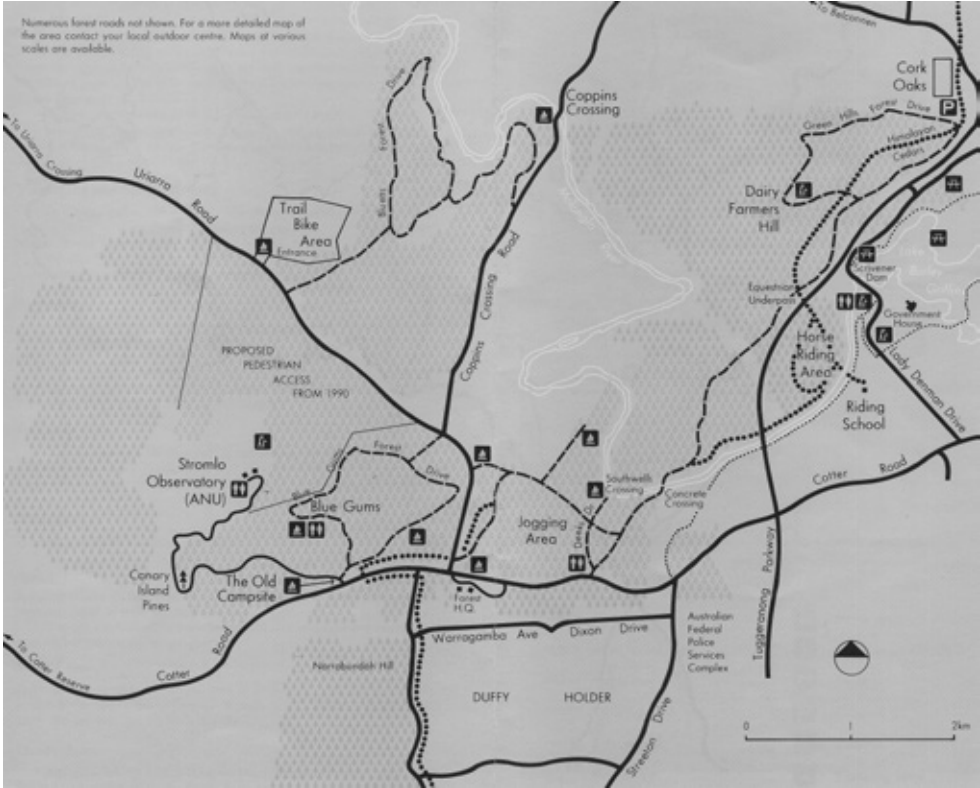 Numerous forest roads not shown. For a more detailed map of
the area contact your local outdoor centre. Maps at various
scales are available.
To Belconnen
Cork
Oaks
P
Coppins
Crossing
Green Hills Forest Drive
Himalayan
Cedars
To Uriarra Crossing
Uriarra
Road
Bluetts Forest Drive
Trail
Bike
Area
Entrance
Dairy
Farmers
Hill
Scrivener
Dam
Equestrian
Underpass
Government
House
Coppins Crossing Road
Horse
Riding
Area
Lady Denman Drive
Riding
School
PROPOSED
PEDESTRIAN
ACCESS
FROM 1990
Stromlo
Observatory
(ANU)
Blue Gums Forest Drive
Blue Gums
Southwells
Crossing
Concrete
Crossing
Cotter Road
Jogging
Area
Deeks Dr
Canary
Island
Pines
The Old
Campsite
Forest
H.Q.
Tuggeranong Parkway
Cotter Road
To Cotter Reserve
Warragamba Ave Dixon Drive
Australian
Federal
Police
Services
Complex
Narrabundah Hill
DUFFY HOLDER
Streeton Drive
0 1 2km